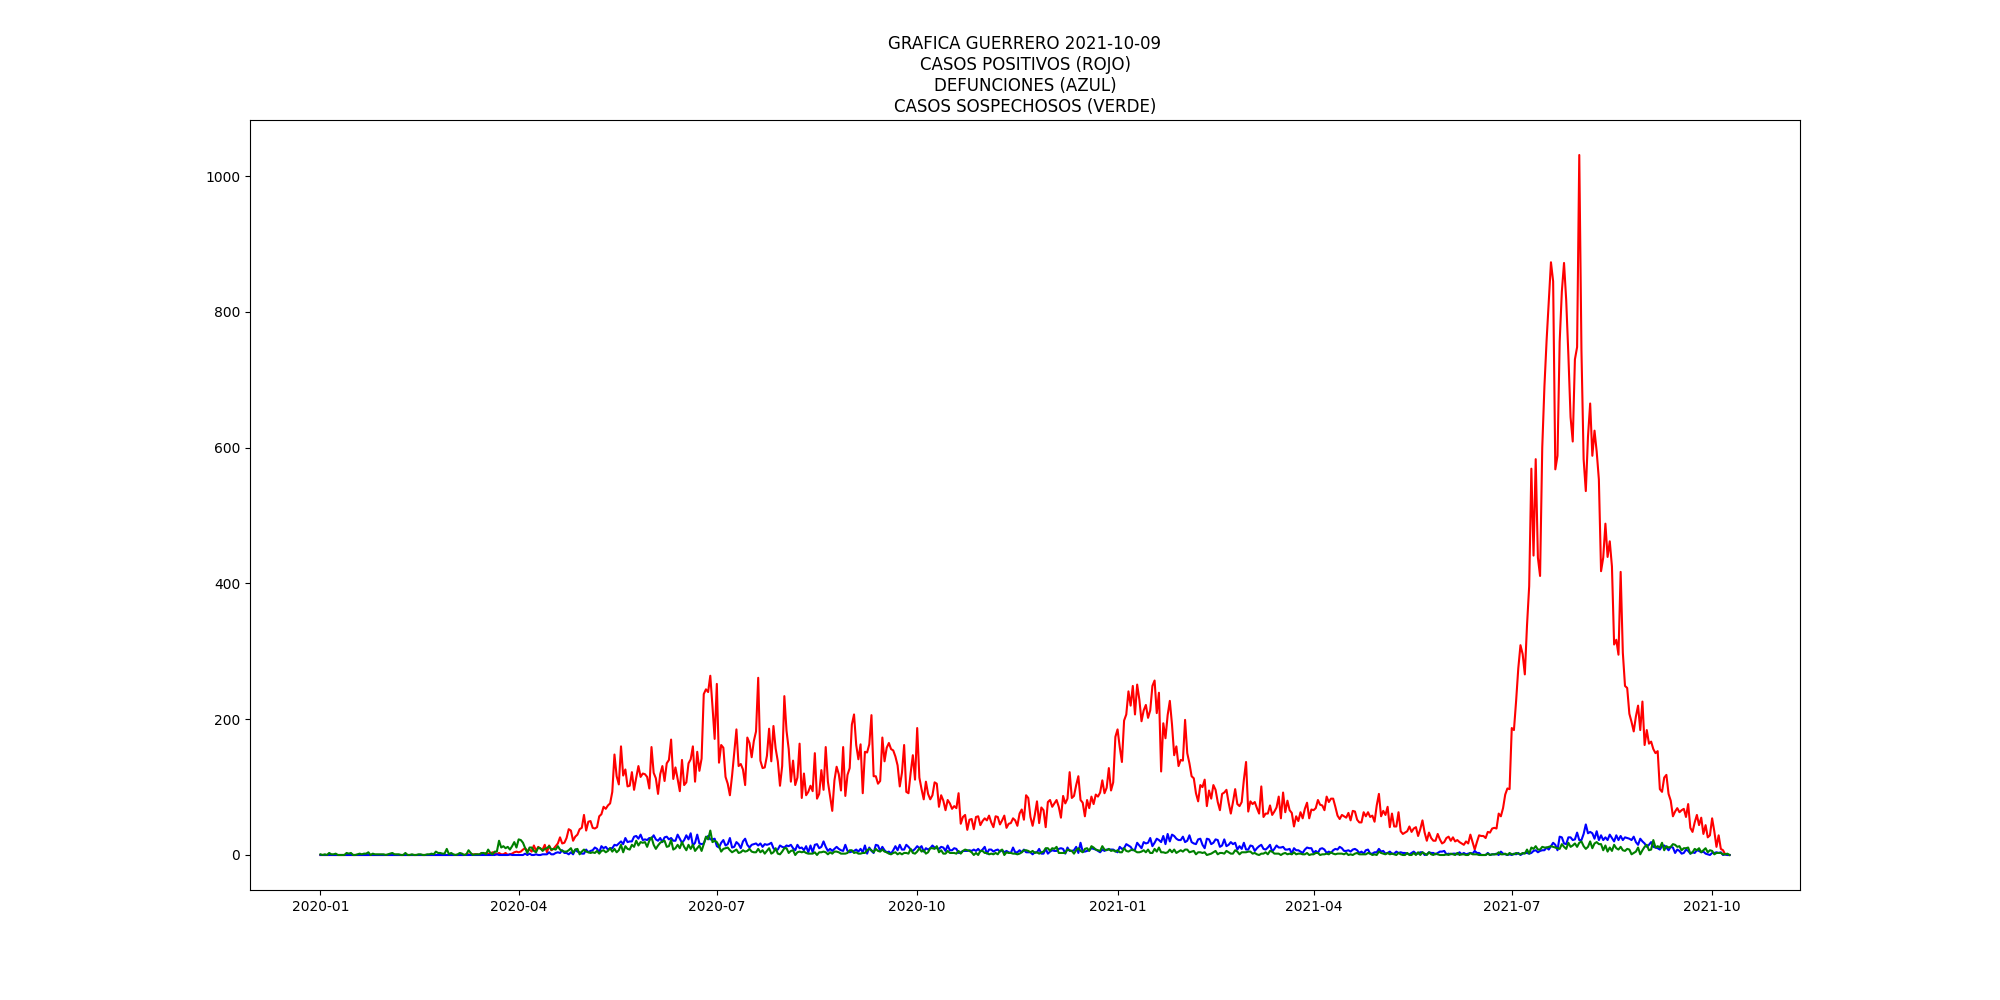 GRAFICA GUERRERO 2021-10-09
CASOS POSITIVOS (ROJO)
DEFUNCIONES (AZUL)
CASOS SOSPECHOSOS (VERDE)
1000
800
600
400
200
0
2020-01 2020-04 2020-07 2020-10 2021-01 2021-04 2021-07 2021-10